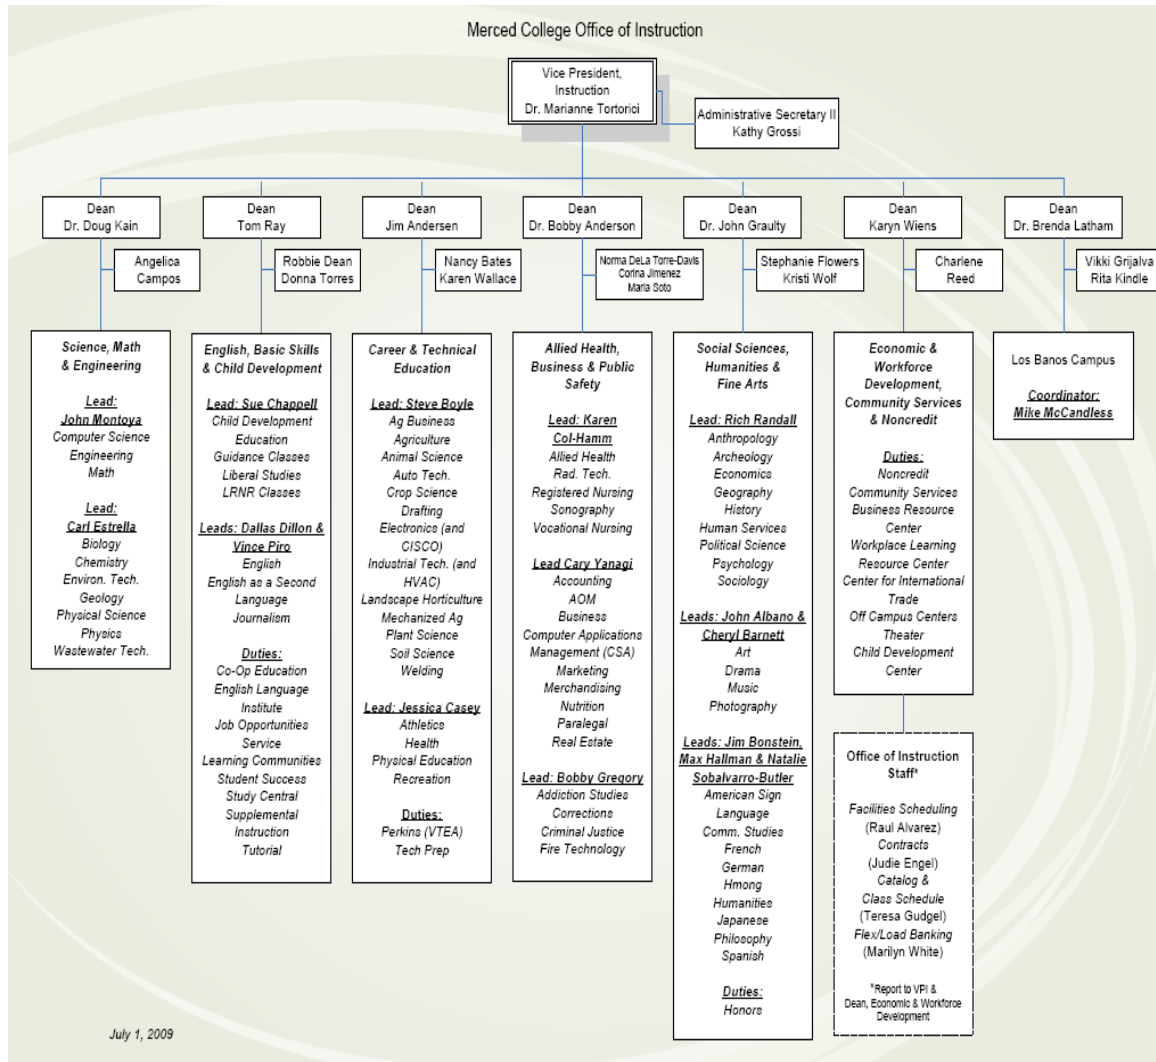 Merced College Office of Instruction
Vice President,
Instruction
Dr. Marianne Tortorici
Administrative Secretary II
Kathy Grossi
Dean
Dr. Doug Kain
Angelica
Campos
Dean
Tom Ray
Robbie Dean
Donna Torres
Dean
Jim Andersen
Nancy Bates
Karen Wallace
Dean
Dr. Bobby Anderson
Norma DeLa Torre-Davis
Corina Jimenez
Maria Soto
Dean
Dr. John Graulty
Stephanie Flowers
Kristi Wolf
Dean
Karyn Wiens
Charlene
Reed
Dean
Dr. Brenda Latham
Vikki Grijalva
Rita Kindle
Science, Math
& Engineering
Lead:
John Montoya
Computer Science
Engineering
Math
Lead:
Carl Estrella
Biology
Chemistry
Environ. Tech.
Geology
Physical Science
Physics
Wastewater Tech.
English, Basic Skills
& Child Development
Lead: Sue Chappell
Child Development
Education
Guidance Classes
Liberal Studies
LRNR Classes
Leads: Dallas Dillon &
Vince Piro
English
English as a Second
Language
Journalism
Duties:
Co-Op Education
English Language
Institute
Job Opportunities
Service
Learning Communities
Student Success
Study Central
Supplemental
Instruction
Tutorial
Career & Technical
Education
Lead: Steve Boyle
Ag Business
Agriculture
Animal Science
Auto Tech.
Crop Science
Drafting
Electronics (and
CISCO)
Industrial Tech. (and
HVAC)
Landscape Horticulture
Mechanized Ag
Plant Science
Soil Science
Welding
Lead: Jessica Casey
Athletics
Health
Physical Education
Recreation
Duties:
Perkins (VTEA)
Tech Prep
Allied Health,
Business & Public
Safety
Lead: Karen
Col-Hamm
Allied Health
Rad. Tech.
Registered Nursing
Sonography
Vocational Nursing
Lead Cary Yanagi
Accounting
AOM
Business
Computer Applications
Management (CSA)
Marketing
Merchandising
Nutrition
Paralegal
Real Estate
Lead: Bobby Gregory
Addiction Studies
Corrections
Criminal Justice
Fire Technology
Social Sciences,
Humanities &
Fine Arts
Lead: Rich Randall
Anthropology
Archeology
Economics
Geography
History
Human Services
Political Science
Psychology
Sociology
Leads: John Albano &
Cheryl Barnett
Art
Drama
Music
Photography
Leads: Jim Bonstein,
Max Hallman & Natalie
Sobalvarro-Butler
American Sign
Language
Comm. Studies
French
German
Hmong
Humanities
Japanese
Philosophy
Spanish
Duties:
Honors
Economic &
Workforce
Development,
Community Services
& Noncredit
Duties:
Noncredit
Community Services
Business Resource
Center
Workplace Learning
Resource Center
Center for International
Trade
Off Campus Centers
Theater
Child Development
Center
Office of Instruction
Staff*
Facilities Scheduling
(Raul Alvarez)
Contracts
(Judie Engel)
Catalog &
Class Schedule
(Teresa Gudgel)
Flex/Load Banking
(Marilyn White)
*Report to VPI &
Dean, Economic & Workforce
Development
Los Banos Campus
Coordinator:
Mike McCandless
July 1, 2009